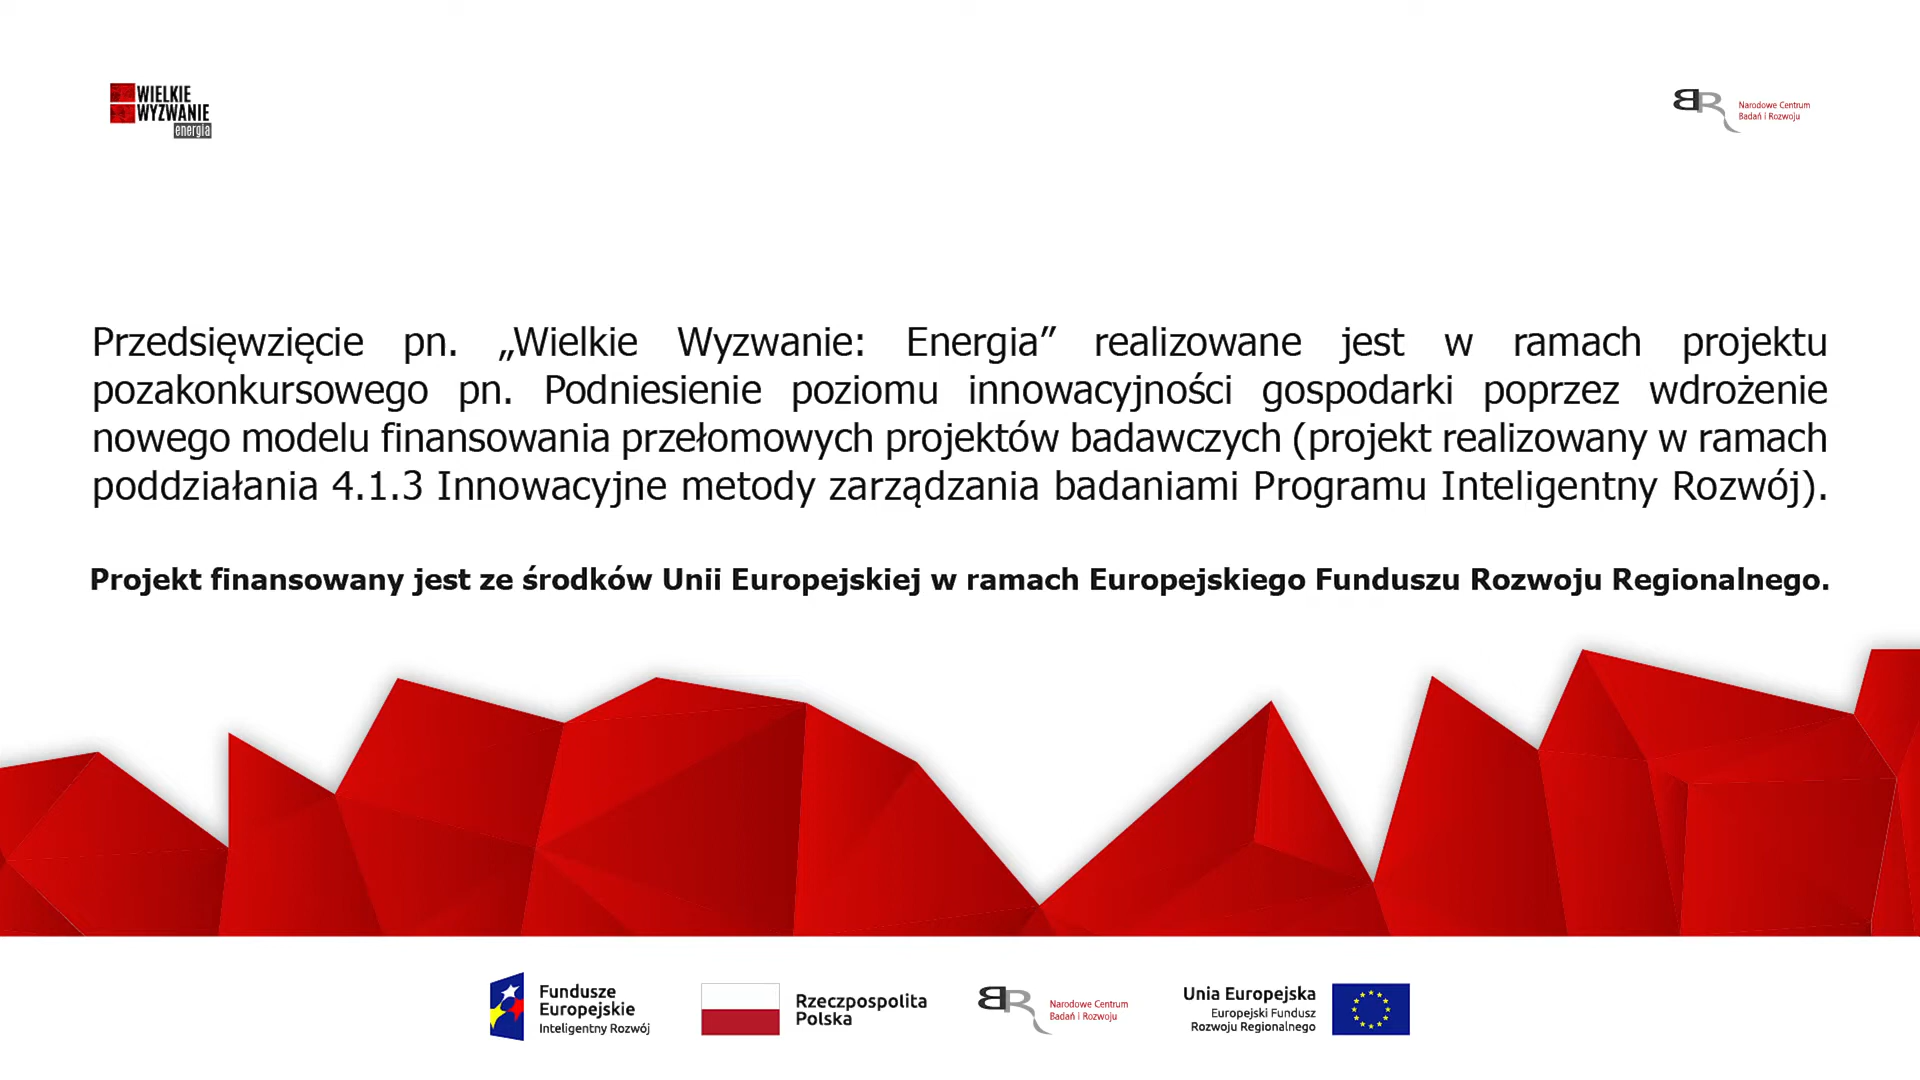 WIELKIE
WYZWANIE
energia
BR Narodowe Centrum
Badań i Rozwoju
Przedsięwzięcie pn. „Wielkie Wyzwanie: Energia” realizowane jest w ramach projektu
pozakonkursowego pn. Podniesienie poziomu innowacyjności gospodarki poprzez wdrożenie
nowego modelu finansowania przełomowych projektów badawczych (projekt realizowany w ramach
poddziałania 4.1.3 Innowacyjne metody zarządzania badaniami Programu Inteligentny Rozwój).
Projekt finansowany jest ze środków Unii Europejskiej w ramach Europejskiego Funduszu Rozwoju Regionalnego.
Fundusze
Europejskie
Inteligentny Rozwój
Rzeczpospolita
Polska
BR Narodowe Centrum
Badań i Rozwoju
Unia Europejska
Europejski Fundusz
Rozwoju Regionalnego